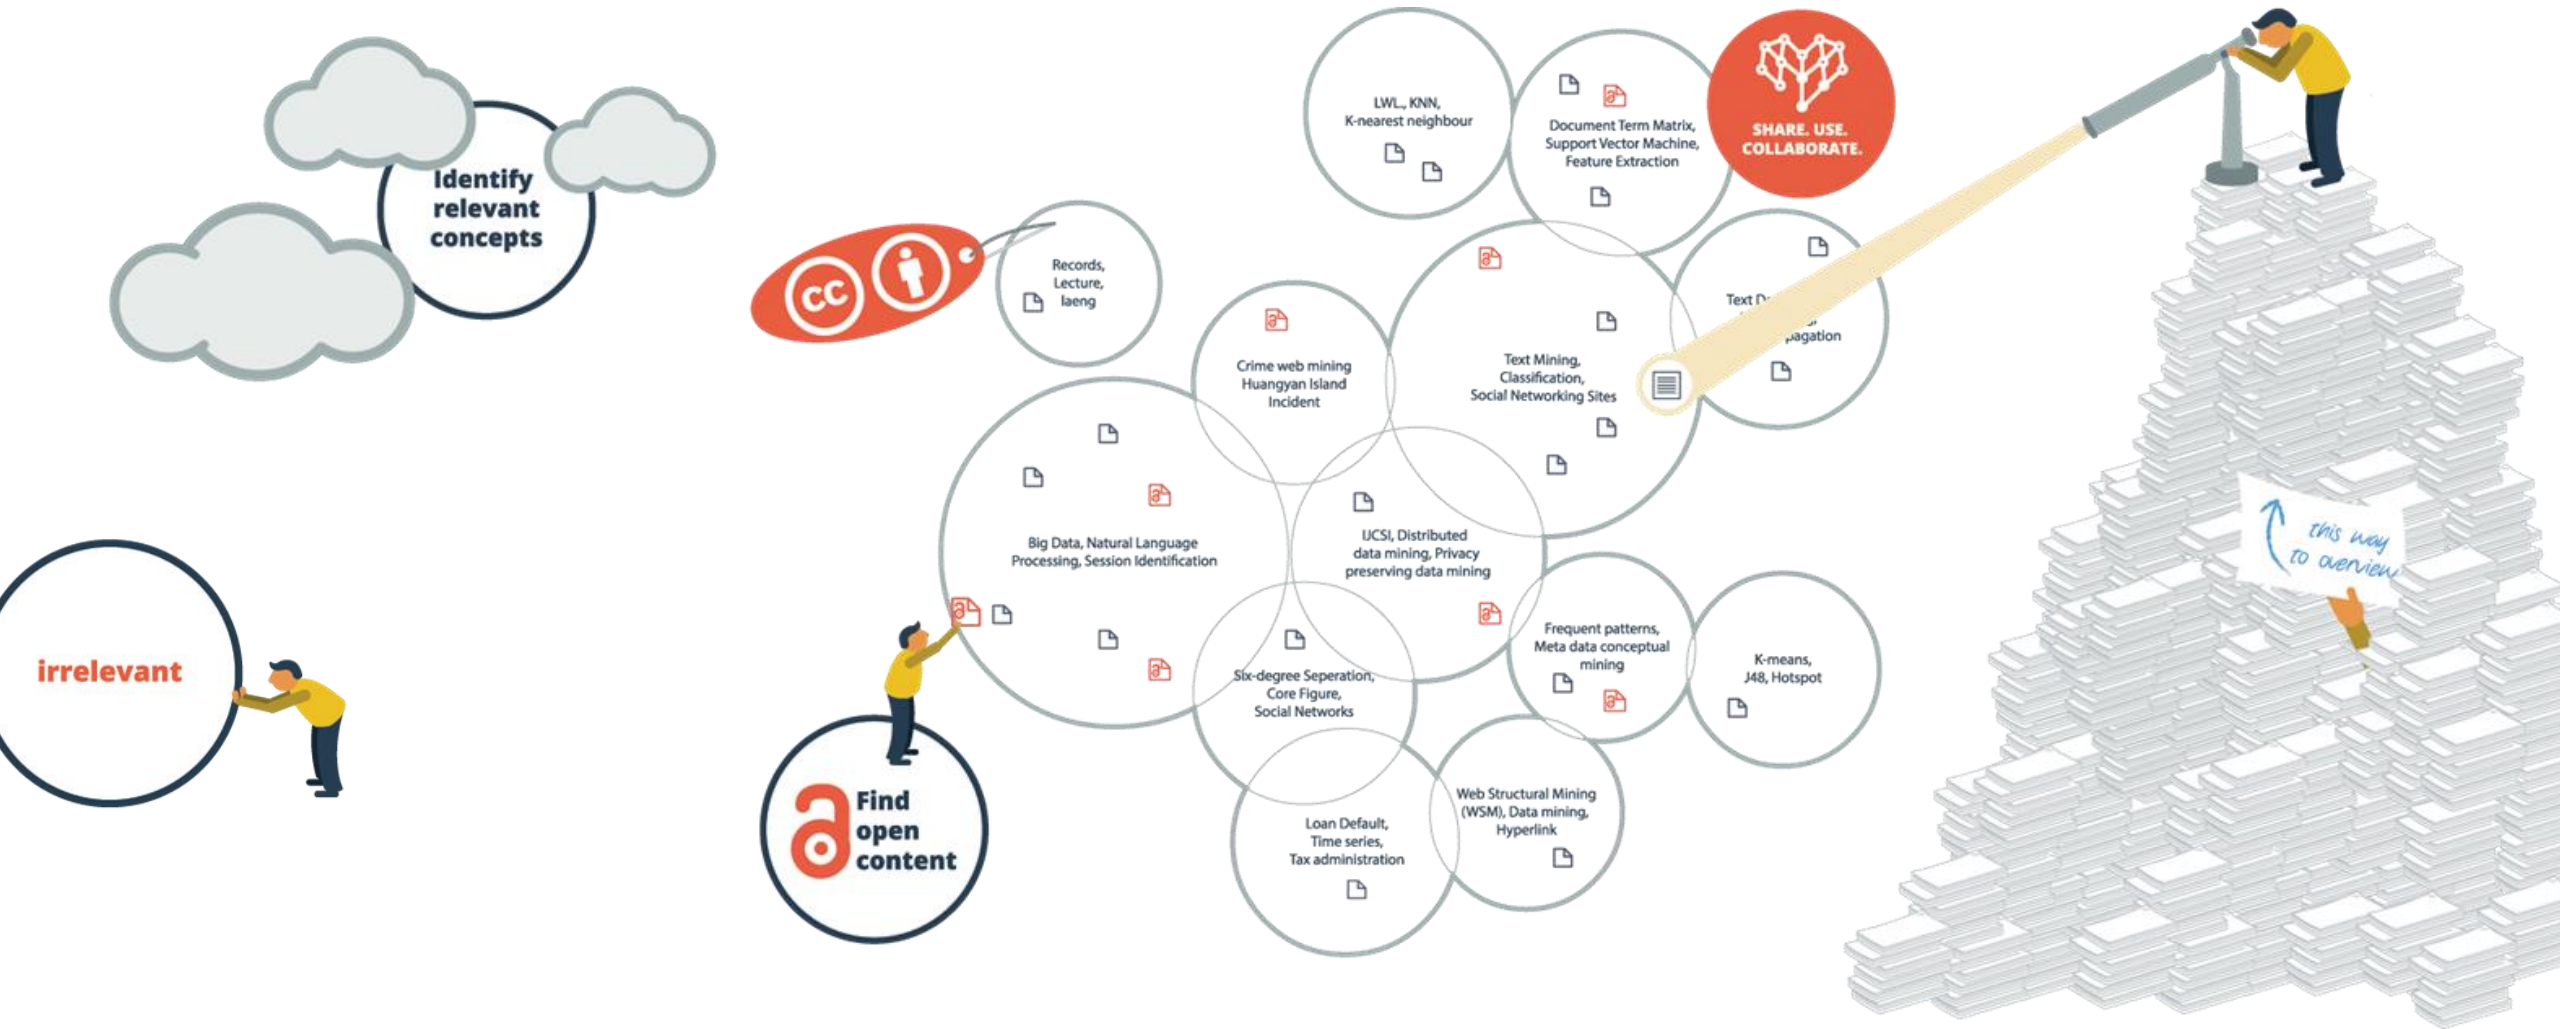 Identify
relevant
concepts
irrelevant
cc
Find
open
content
Records,
Lecture,
Iaeng
LWL, KNN,
K-nearest neighbour
Document Term Matrix,
Support Vector Machine,
Feature Extraction
SHARE. USE.
COLLABORATE.
Crime web mining
Huangyan Island
Incident
Text Mining,
Classification,
Social Networking Sites
Text
Big Data, Natural Language
Processing, Session Identification
IJCSI, Distributed
data mining, Privacy
preserving data mining
Six-degree Seperation,
Core Figure,
Social Networks
Frequent patterns,
Meta data conceptual
mining
K-means,
J48, Hotspot
Loan Default,
Time series,
Tax administration
Web Structural Mining
(WSM), Data mining,
Hyperlink
this way
to overview